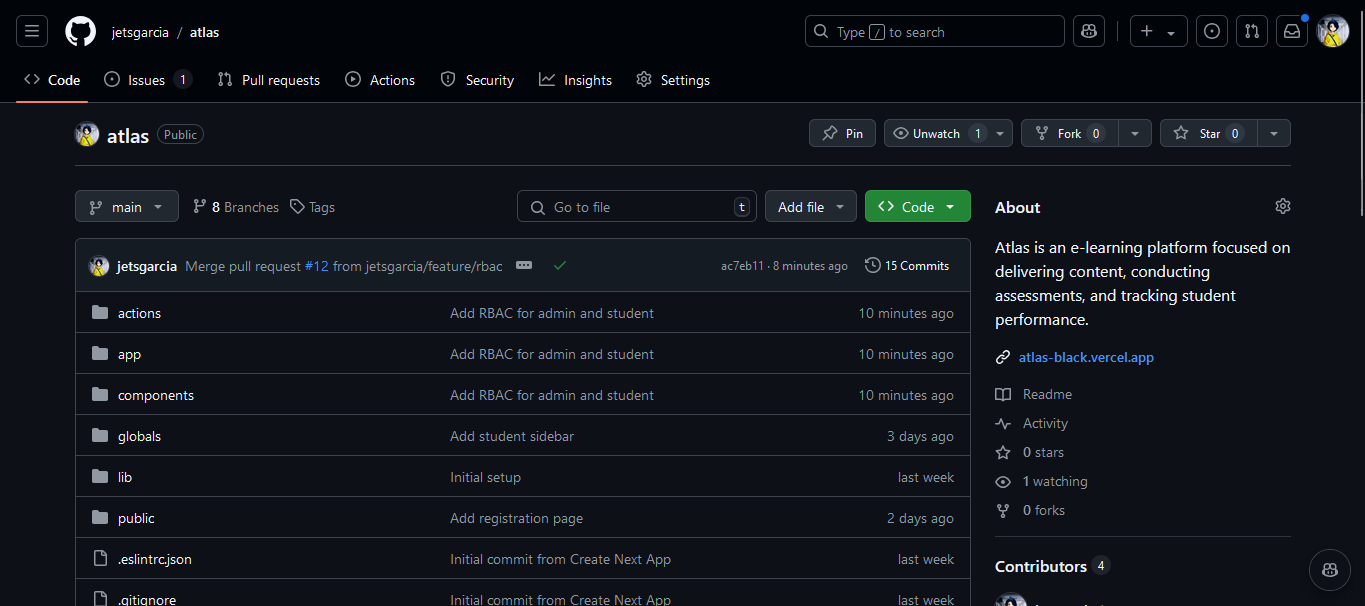 jetsgarcia / atlas
Type / to search
Code
Issues 1
Pull requests
Actions
Security
Insights
Settings
atlas Public
Pin
Unwatch 1
Fork 0
Star 0
main
8 Branches
Tags
Go to file t
Add file
Code
jetsgarcia Merge pull request #12 from jetsgarcia/feature/rbac ac7eb11 · 8 minutes ago 15 Commits
actions Add RBAC for admin and student 10 minutes ago
app Add RBAC for admin and student 10 minutes ago
components Add RBAC for admin and student 10 minutes ago
globals Add student sidebar 3 days ago
lib Initial setup last week
public Add registration page 2 days ago
.eslintrc.json Initial commit from Create Next App last week
.gitignore Initial commit from Create Next App last week
About
Atlas is an e-learning platform focused on
delivering content, conducting
assessments, and tracking student
performance.
atlas-black.vercel.app
Readme
Activity
0 stars
1 watching
0 forks
Contributors 4